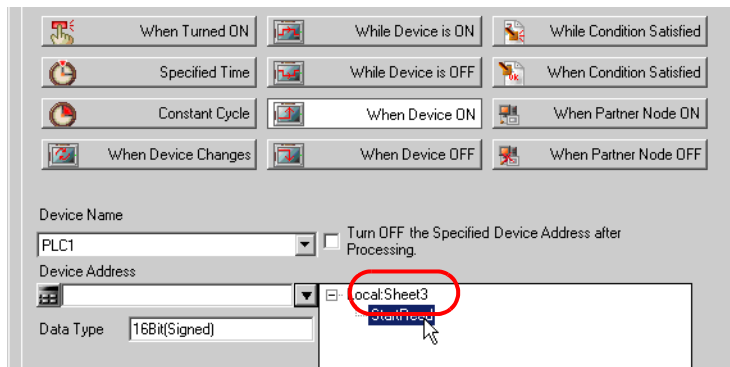 When Turned ON
While Device is ON
While Condition Satisfied
Specified Time
While Device is OFF
When Condition Satisfied
Constant Cycle
When Device ON
When Partner Node ON
When Device Changes
When Device OFF
When Partner Node OFF
Device Name
PLC1
Turn OFF the Specified Device Address after
Processing.
Device Address
Local:Sheet3
StartReed
Data Type
16Bit(Signed)